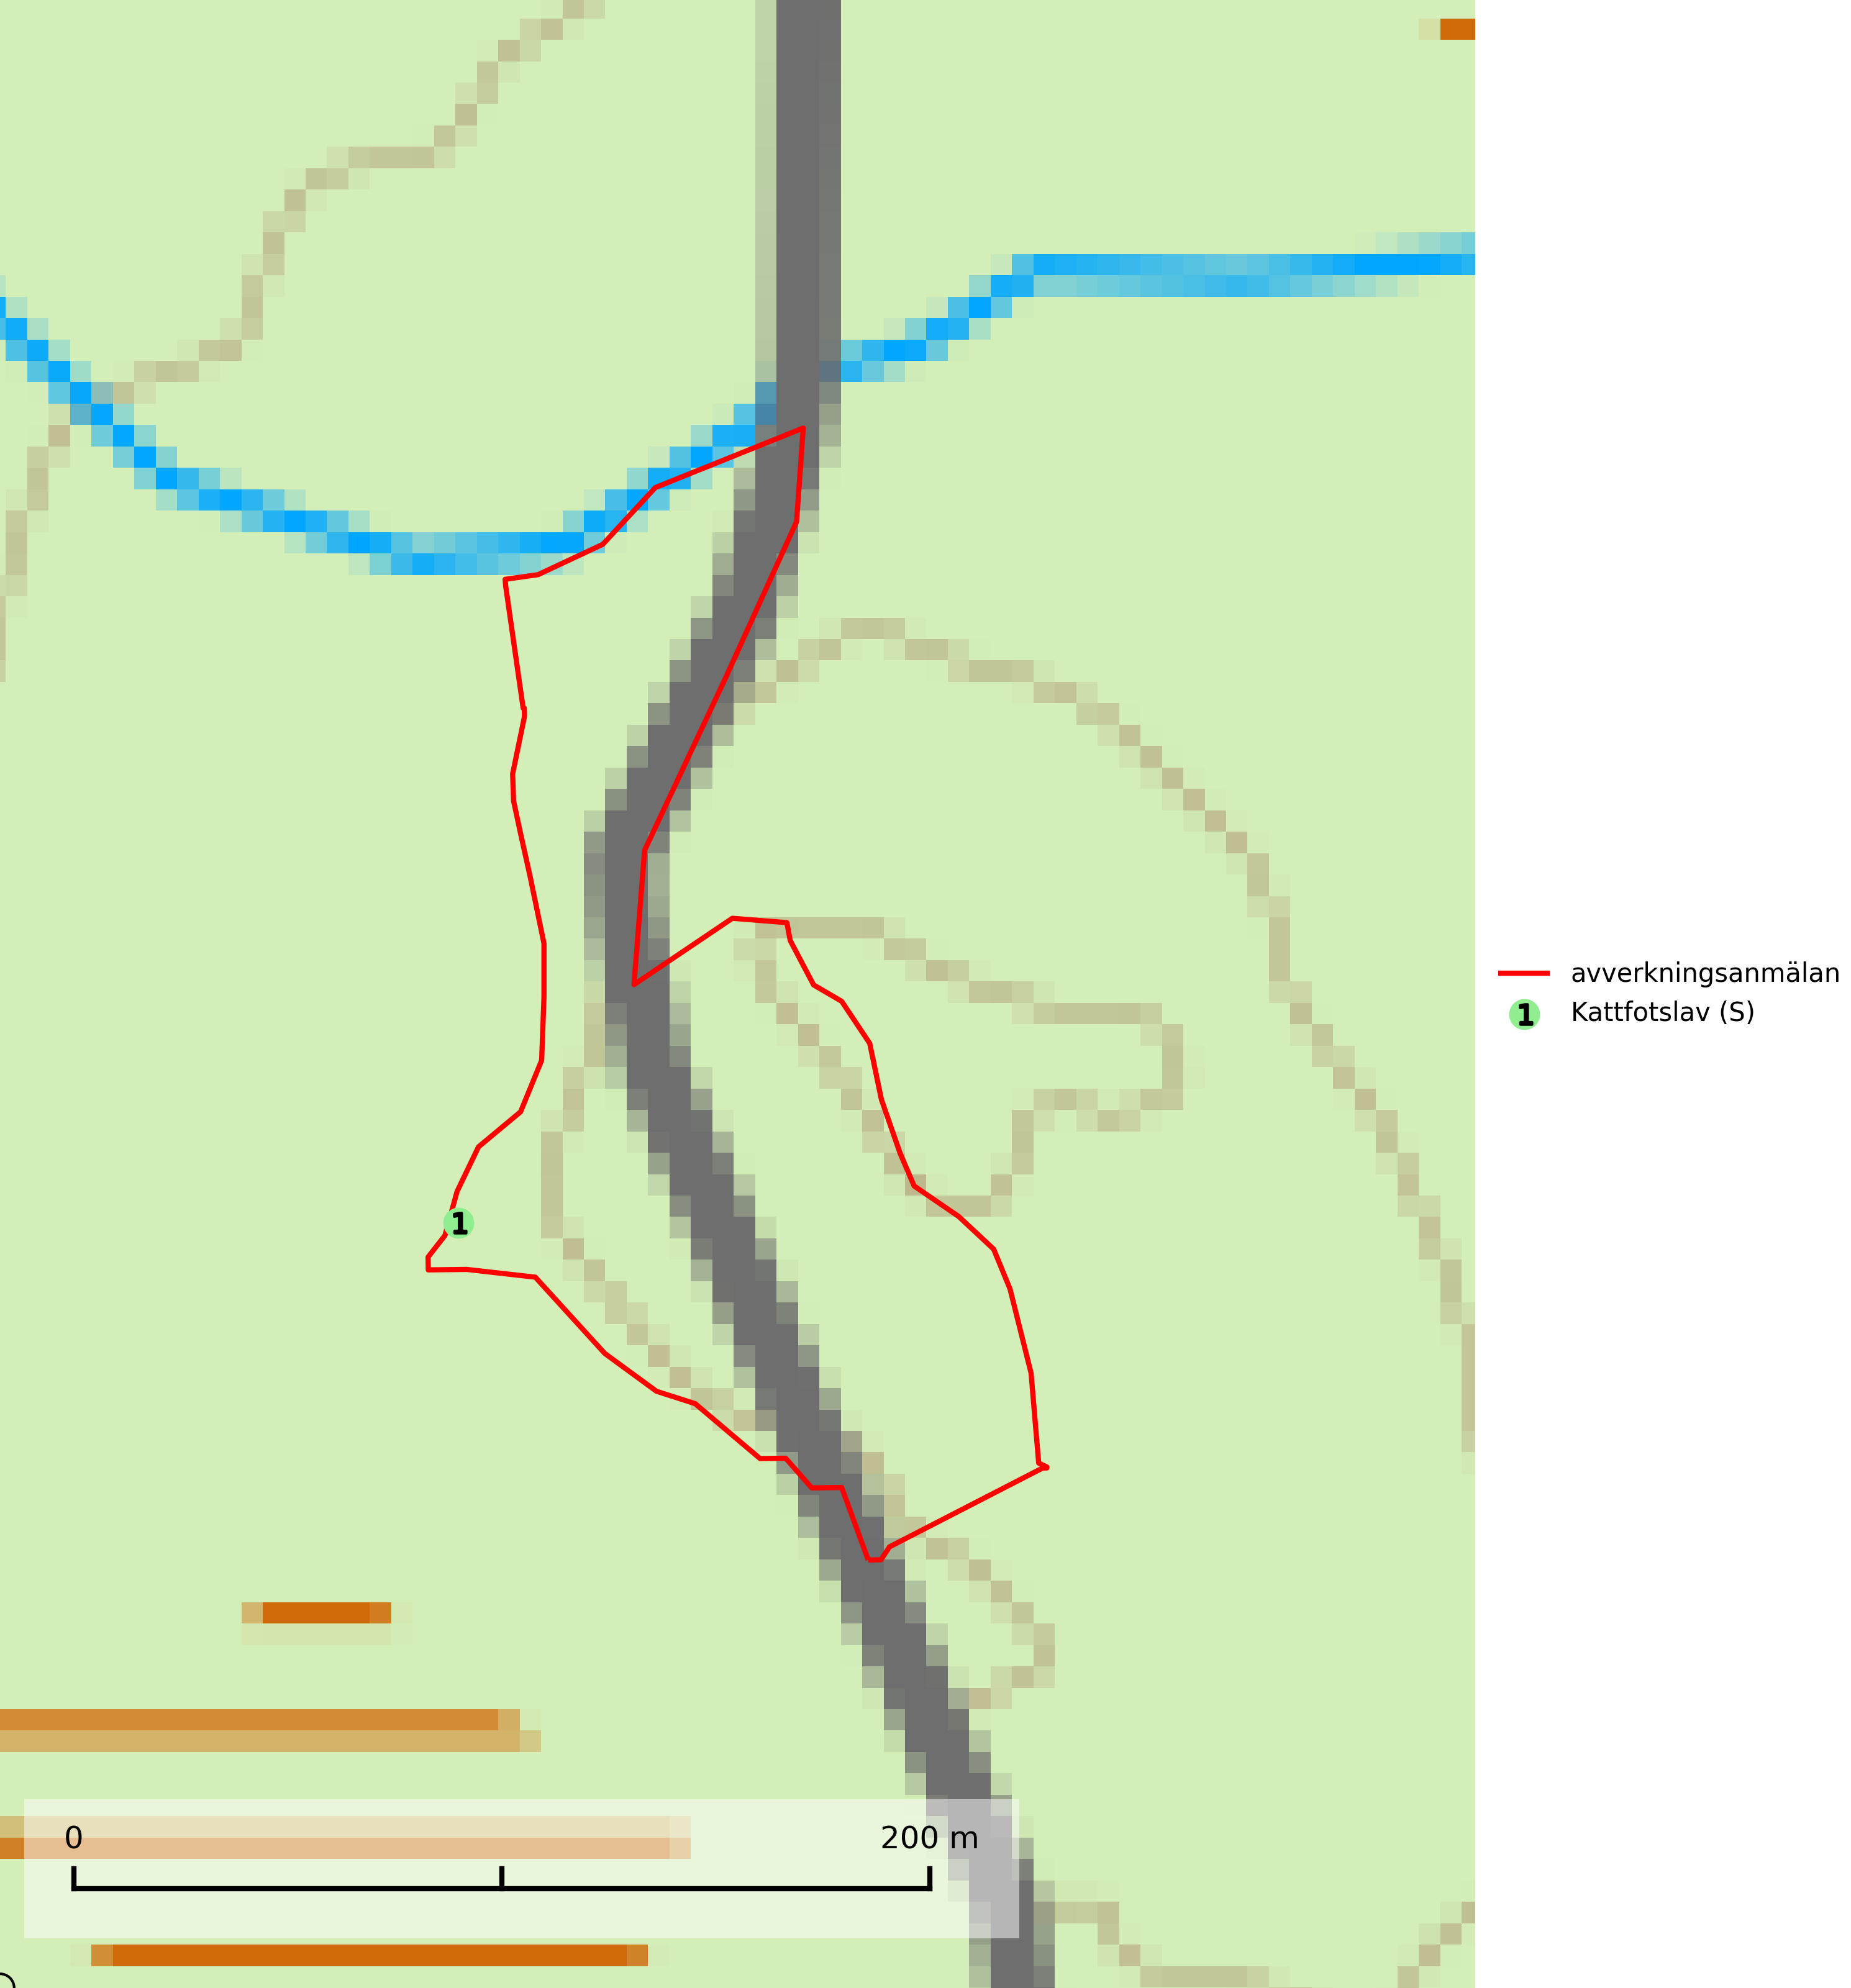 avverkningsanmälan
1 Kattfotslav (S)
1
0 200 m